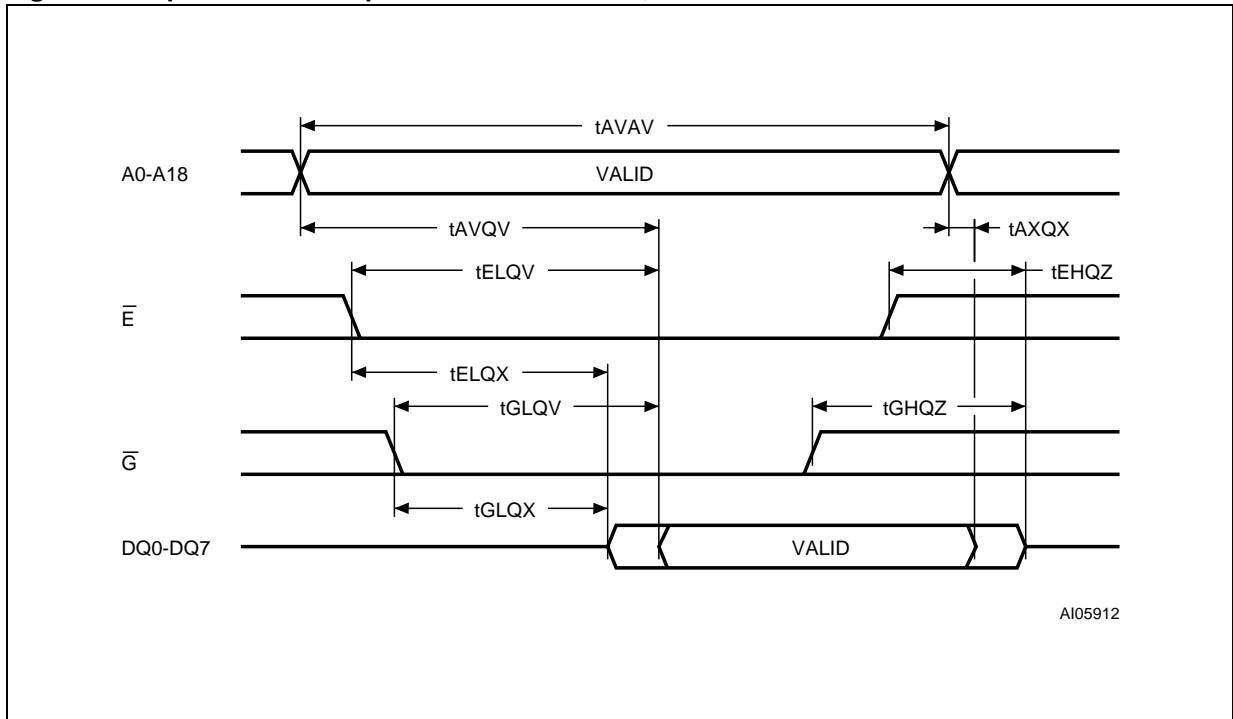 tAVAV
A0-A18
VALID
tAVQV
tAXQX
tELQV
tEHQZ
E̅
tELQX
tGLQV
tGHQZ
G̅
tGLQX
DQ0-DQ7
VALID
AI05912